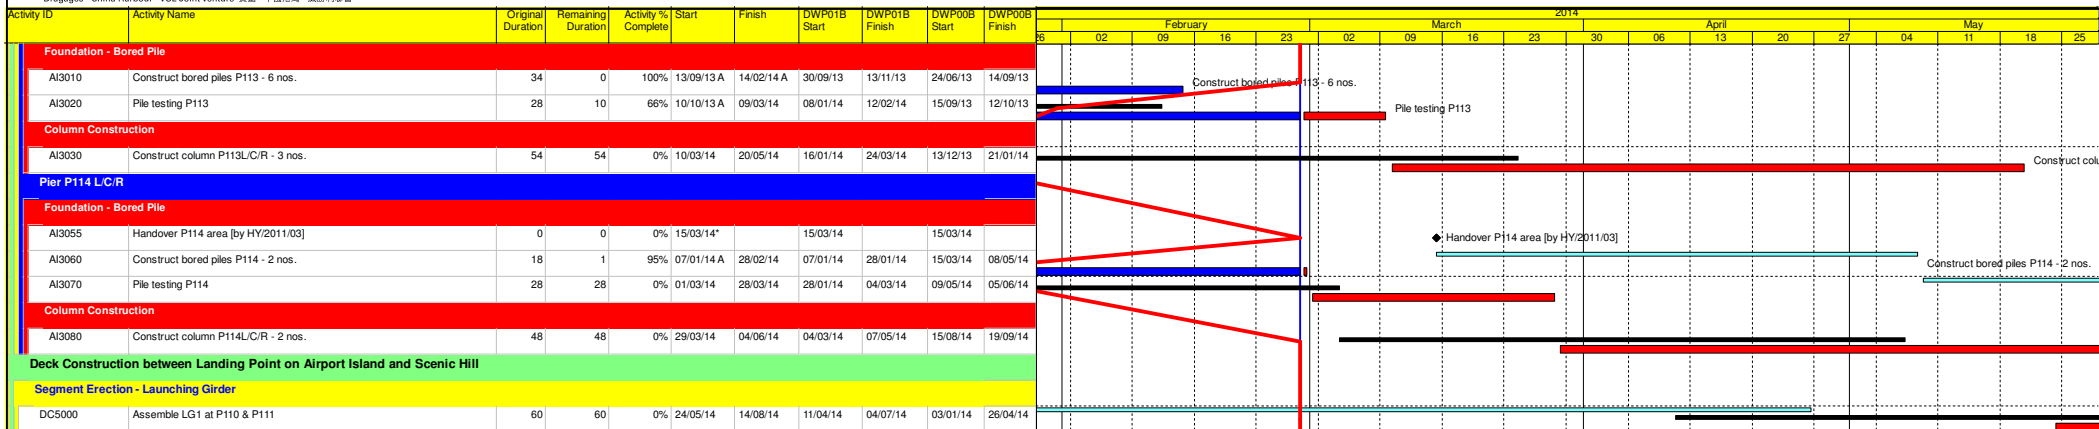 Activity ID Activity Name Original Duration Remaining Duration Activity % Complete Start Finish DWP01B Start DWP01B Finish DWP00B Start DWP00B Finish
2014
February March April May
26 02 09 16 23 02 09 16 23 30 06 13 20 27 04 11 18 25
Foundation - Bored Pile
AI3010 Construct bored piles P113 - 6 nos. 34 0 100% 13/09/13 A 14/02/14 A 30/09/13 13/11/13 24/06/13 14/09/13
Construct bored piles P113 - 6 nos.
AI3020 Pile testing P113 28 10 66% 10/10/13 A 09/03/14 08/01/14 12/02/14 15/09/13 12/10/13
Pile testing P113
Column Construction
AI3030 Construct column P113L/C/R - 3 nos. 54 54 0% 10/03/14 20/05/14 16/01/14 24/03/14 13/12/13 21/01/14
Construct colu
Pier P114 L/C/R
Foundation - Bored Pile
AI3055 Handover P114 area [by HY/2011/03] 0 0 0% 15/03/14* 15/03/14 15/03/14
Handover P114 area [by HY/2011/03]
AI3060 Construct bored piles P114 - 2 nos. 18 1 95% 07/01/14 A 28/02/14 07/01/14 28/01/14 15/03/14 08/05/14
Construct bored piles P114 - 2 nos.
AI3070 Pile testing P114 28 28 0% 01/03/14 28/03/14 28/01/14 04/03/14 09/05/14 05/06/14
Column Construction
AI3080 Construct column P114L/C/R - 2 nos. 48 48 0% 29/03/14 04/06/14 04/03/14 07/05/14 15/08/14 19/09/14
Deck Construction between Landing Point on Airport Island and Scenic Hill
Segment Erection - Launching Girder
DC5000 Assemble LG1 at P110 & P111 60 60 0% 24/05/14 14/08/14 11/04/14 04/07/14 03/01/14 26/04/14